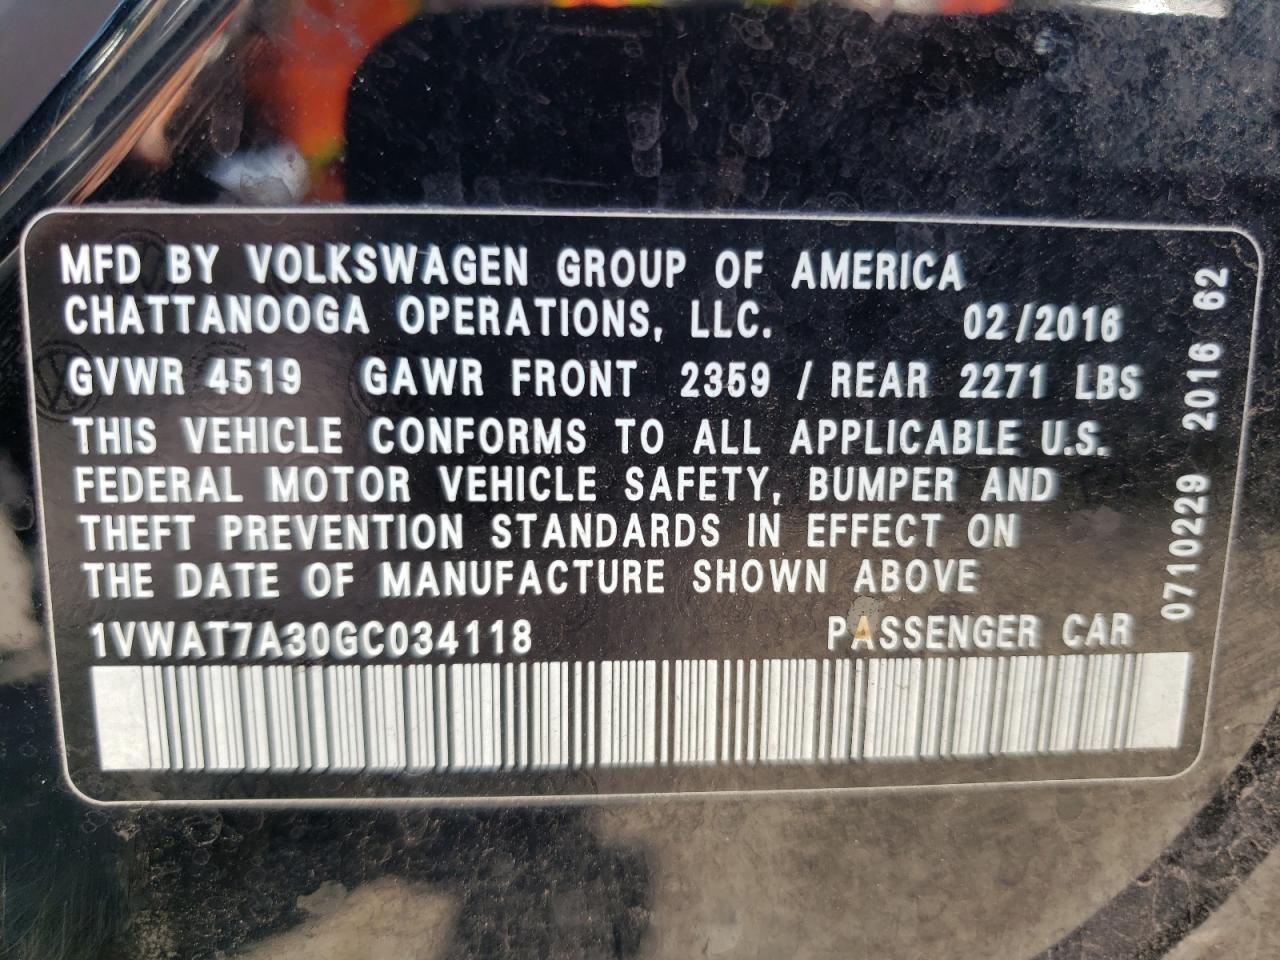 MFD BY VOLKSWAGEN GROUP OF AMERICA
CHATTANOOGA OPERATIONS, LLC. 02/2016
GVWR 4519 GAWR FRONT 2359 / REAR 2271 LBS
THIS VEHICLE CONFORMS TO ALL APPLICABLE U.S.
FEDERAL MOTOR VEHICLE SAFETY, BUMPER AND
THEFT PREVENTION STANDARDS IN EFFECT ON
THE DATE OF MANUFACTURE SHOWN ABOVE
1VWAT7A30GC034118 PASSENGER CAR
0710229 2016 62